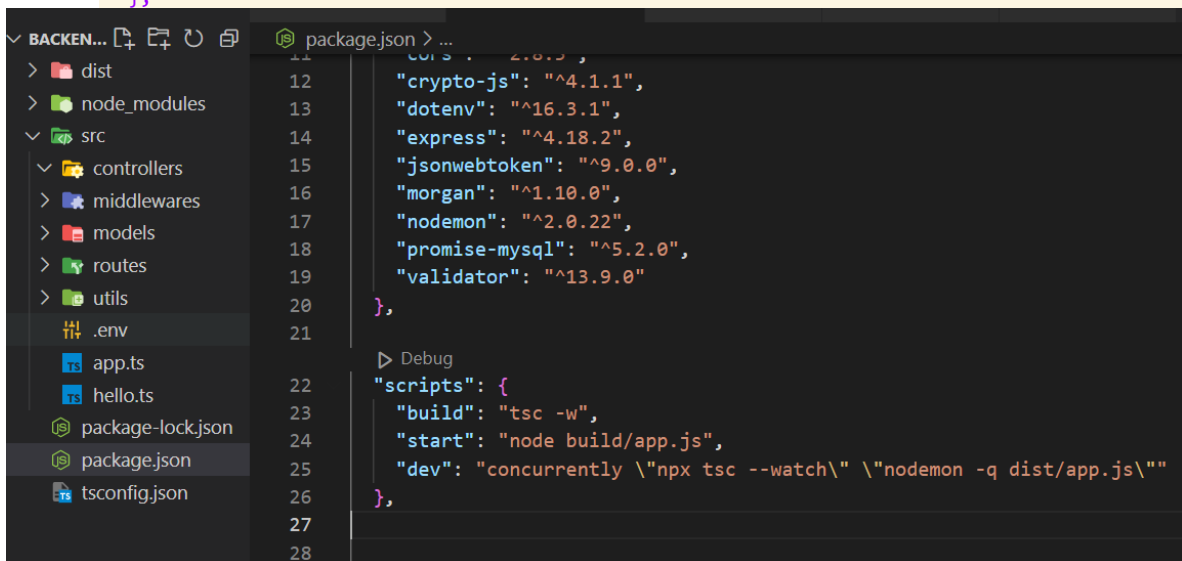 BACKEN...
dist
node_modules
src
controllers
middlewares
models
routes
utils
.env
TS app.ts
TS hello.ts
package-lock.json
package.json
TS tsconfig.json
package.json > ...
12 "crypto-js": "^4.1.1",
13 "dotenv": "^16.3.1",
14 "express": "^4.18.2",
15 "jsonwebtoken": "^9.0.0",
16 "morgan": "^1.10.0",
17 "nodemon": "^2.0.22",
18 "promise-mysql": "^5.2.0",
19 "validator": "^13.9.0"
20 },
21
Debug
22 "scripts": {
23 "build": "tsc -w",
24 "start": "node build/app.js",
25 "dev": "concurrently \"npx tsc --watch\" \"nodemon -q dist/app.js\""
26 },
27
28